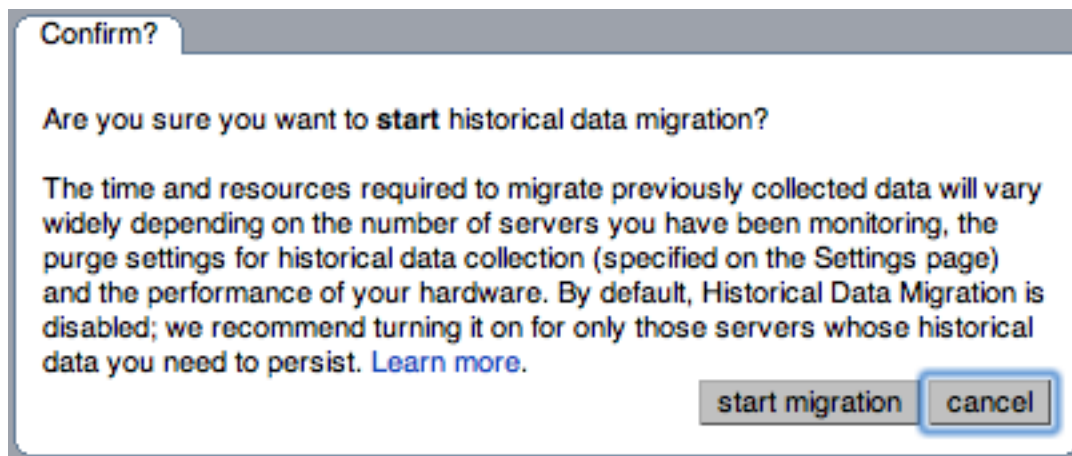 Confirm?
Are you sure you want to start historical data migration?
The time and resources required to migrate previously collected data will vary
widely depending on the number of servers you have been monitoring, the
purge settings for historical data collection (specified on the Settings page)
and the performance of your hardware. By default, Historical Data Migration is
disabled; we recommend turning it on for only those servers whose historical
data you need to persist. Learn more.
start migration cancel